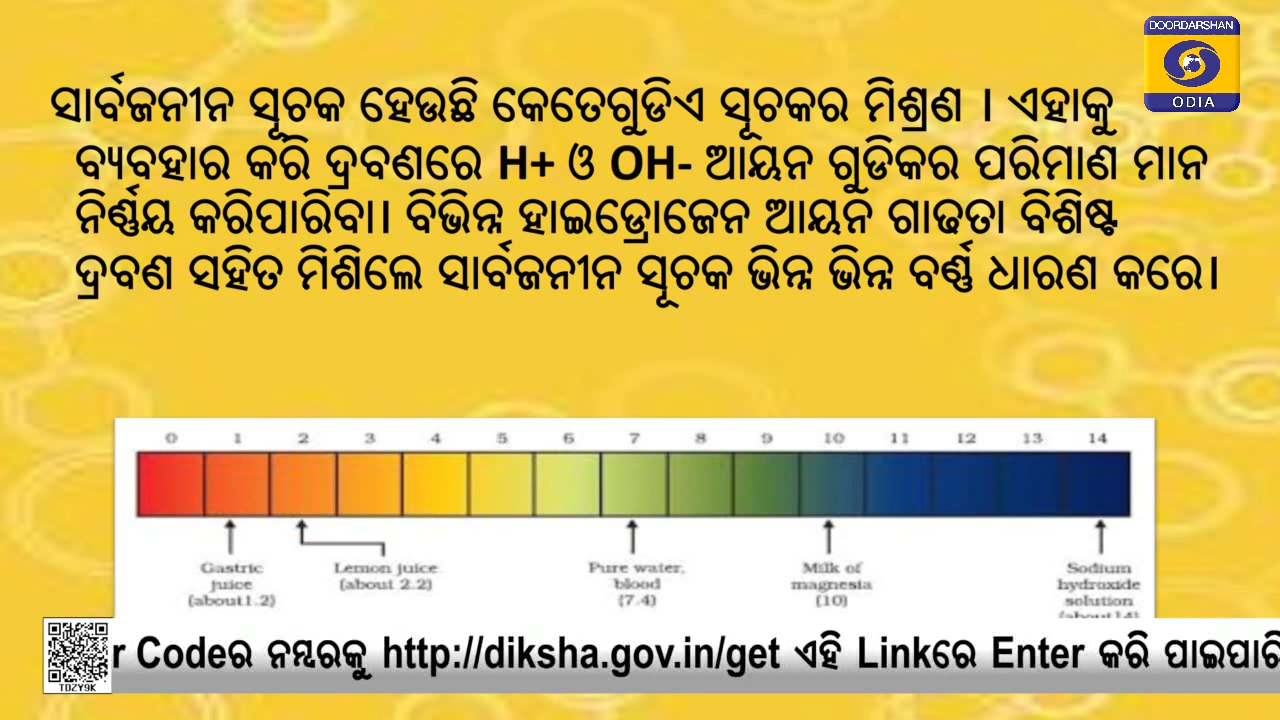 DOORDARSHAN
ODIA
ସାର୍ବଜନୀନ ସୂଚକ ହେଉଛି କେତେଗୁଡିଏ ସୂଚକର ମିଶ୍ରଣ । ଏହାକୁ
ବ୍ୟବହାର କରି ଦ୍ରବଣରେ H+ ଓ OH- ଆୟନ ଗୁଡିକର ପରିମାଣ ମାନ
ନିର୍ଣ୍ଣୟ କରିପାରିବା। ବିଭିନ୍ନ ହାଇଡ୍ରୋଜେନ ଆୟନ ଗାଢତା ବିଶିଷ୍ଟ
ଦ୍ରବଣ ସହିତ ମିଶିଲେ ସାର୍ବଜନୀନ ସୂଚକ ଭିନ୍ନ ଭିନ୍ନ ବର୍ଣ୍ଣ ଧାରଣ କରେ।
0 1 2 3 4 5 6 7 8 9 10 11 12 13 14
Gastric juice (about1.2)
Lemon juice (about 2.2)
Pure water, blood (7.4)
Milk of magnesia (10)
Sodium hydroxide solution (about14)
r Codeର ନମ୍ବରକୁ http://diksha.gov.in/get ଏହି Linkରେ Enter କରି
TDZY9K